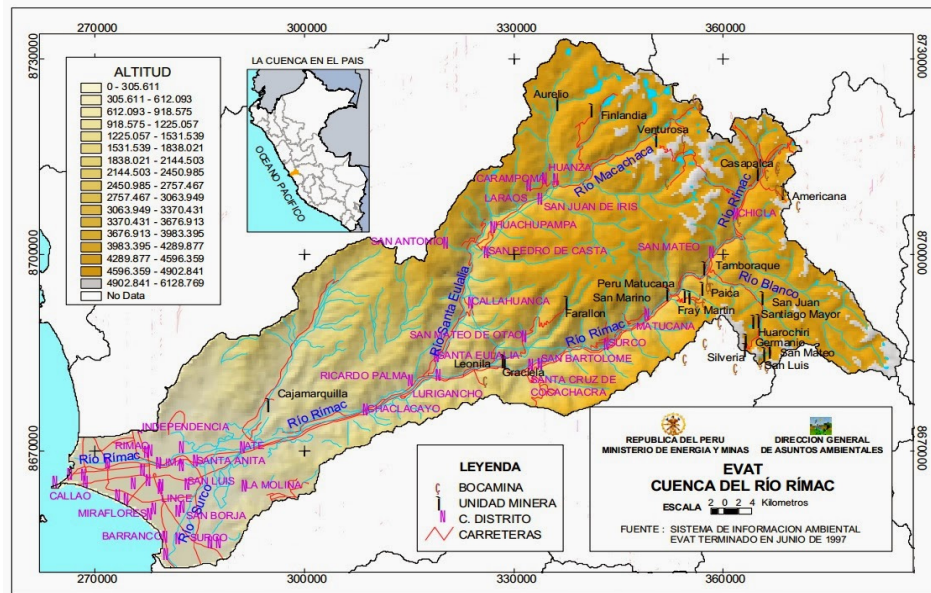 270000 300000 330000 360000
8730000
8730000
8700000
8700000
8670000
8670000
ALTITUD
0 - 305.611
305.611 - 612.093
612.093 - 918.575
918.575 - 1225.057
1225.057 - 1531.539
1531.539 - 1838.021
1838.021 - 2144.503
2144.503 - 2450.985
2450.985 - 2757.467
2757.467 - 3063.949
3063.949 - 3370.431
3370.431 - 3676.913
3676.913 - 3983.395
3983.395 - 4289.877
4289.877 - 4596.359
4596.359 - 4902.841
4902.841 - 6128.769
No Data
LA CUENCA EN EL PAIS
OCEANO PACIFICO
Aurelio
Finlandia
Venturosa
HUANZA
CARAMPOMA
Río Macachaca
LARAOS
SAN JUAN DE IRIS
Casapalca
Americana
Río Rímac
CHICLA
HUACHUPAMPA
SAN ANTONIO
SAN PEDRO DE CASTA
SAN MATEO
Tamboraque
Río Blanco
Peru Matucana
San Marino
Paica
San Juan
Fray Martin
Santiago Mayor
Huarochiri
Germanio
Silveria
San Mateo
San Luis
CALLAHUANCA
Río Santa Eulalia
Farallon
MATUCANA
Río Rímac
SURCO
SAN MATEO DE OTAO
SANTA EULALIA
SAN BARTOLOME
Leonila
Graciela
RICARDO PALMA
SANTA CRUZ DE
COCACHACRA
LURIGANCHO
Cajamarquilla
Río Rímac
CHACLACAYO
INDEPENDENCIA
RIMAC
ATE
Río Rímac
LIMA
SANTA ANITA
CALLAO
SAN LUIS
LA MOLINA
LINCE
Río Surco
MIRAFLORES
SAN BORJA
BARRANCO
SURCO
LEYENDA
BOCAMINA
UNIDAD MINERA
C. DISTRITO
CARRETERAS
REPUBLICA DEL PERU
MINISTERIO DE ENERGIA Y MINAS
DIRECCION GENERAL
DE ASUNTOS AMBIENTALES
EVAT
CUENCA DEL RÍO RÍMAC
ESCALA 2 0 2 4 Kilometros
FUENTE : SISTEMA DE INFORMACION AMBIENTAL
EVAT TERMINADO EN JUNIO DE 1997
270000 300000 330000 360000